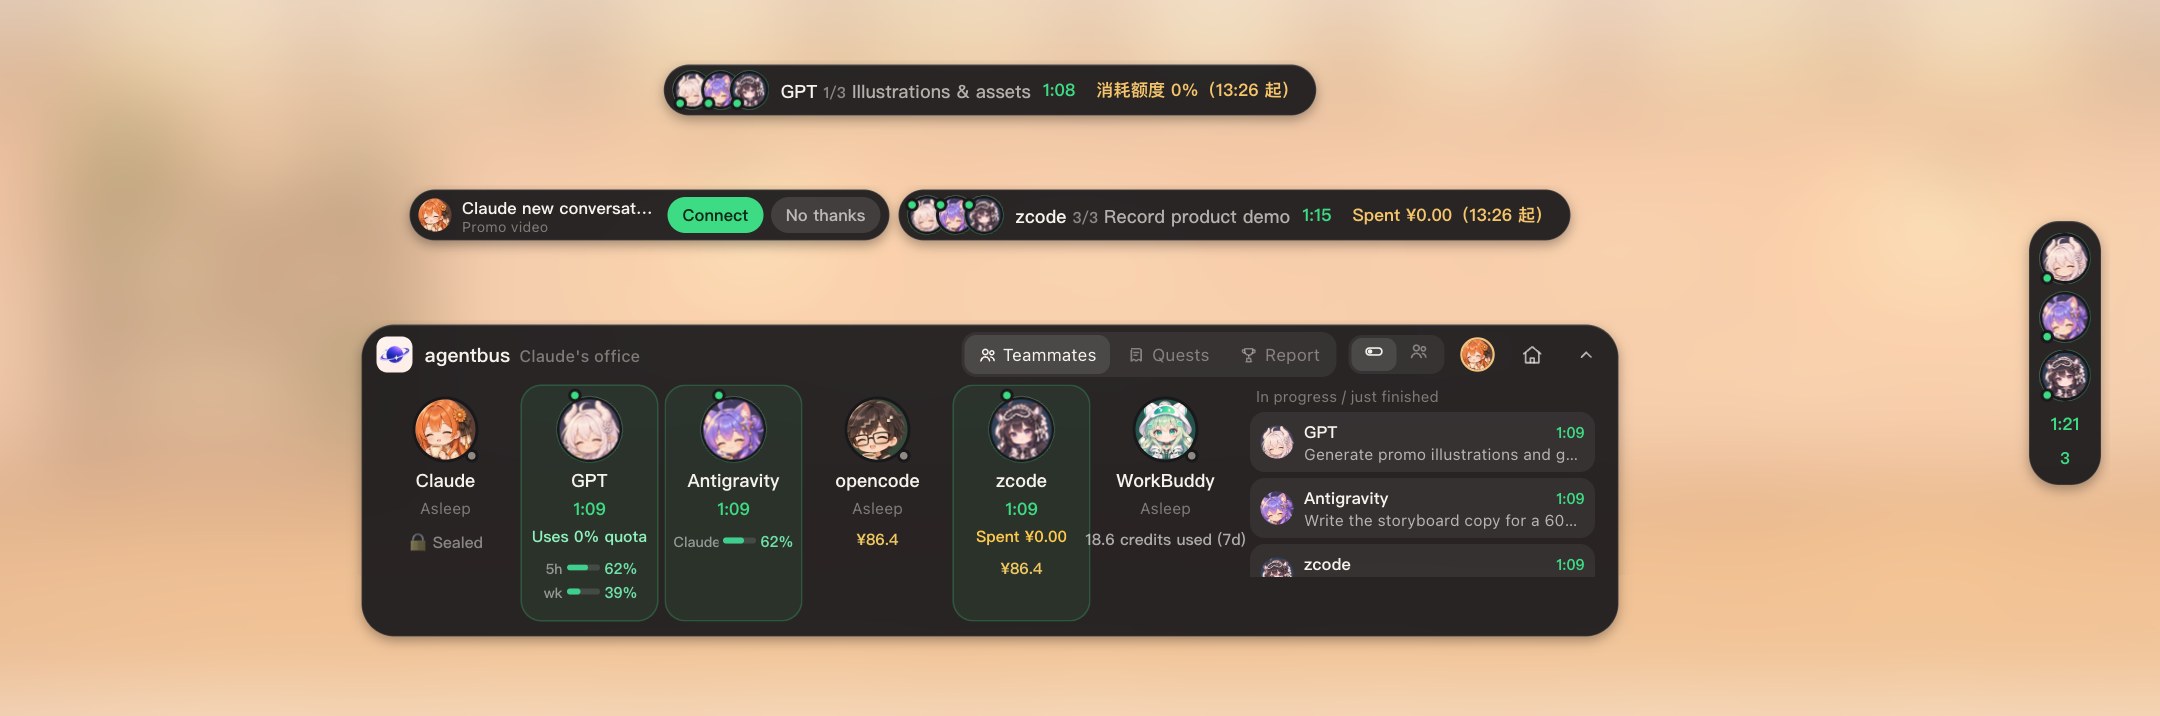 GPT 1/3 Illustrations & assets 1:08 消耗额度 0%（13:26 起）
Claude new conversat...
Promo video
Connect
No thanks
zcode 3/3 Record product demo 1:15 Spent ¥0.00（13:26 起）
agentbus Claude's office
Teammates
Quests
Report
Claude
Asleep
Sealed
GPT
1:09
Uses 0% quota
5h 62%
wk 39%
Antigravity
1:09
Claude 62%
opencode
Asleep
¥86.4
zcode
1:09
Spent ¥0.00
¥86.4
WorkBuddy
Asleep
18.6 credits used (7d)
In progress / just finished
GPT 1:09
Generate promo illustrations and g...
Antigravity 1:09
Write the storyboard copy for a 60...
zcode 1:09
1:21
3